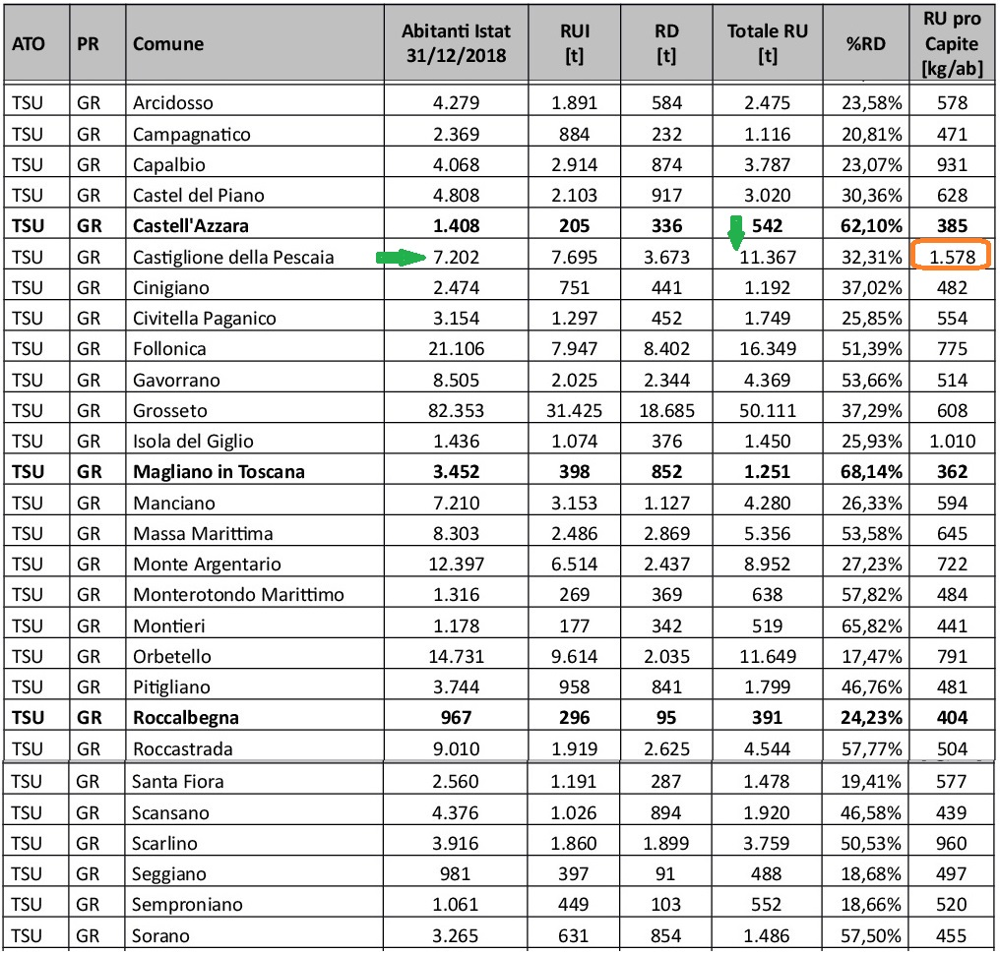 ATO PR Comune Abitanti Istat 31/12/2018 RUI [t] RD [t] Totale RU [t] %RD RU pro Capite [kg/ab]
TSU GR Arcidosso 4.279 1.891 584 2.475 23,58% 578
TSU GR Campagnatico 2.369 884 232 1.116 20,81% 471
TSU GR Capalbio 4.068 2.914 874 3.787 23,07% 931
TSU GR Castel del Piano 4.808 2.103 917 3.020 30,36% 628
TSU GR Castell'Azzara 1.408 205 336 542 62,10% 385
TSU GR Castiglione della Pescaia 7.202 7.695 3.673 11.367 32,31% 1.578
TSU GR Cinigiano 2.474 751 441 1.192 37,02% 482
TSU GR Civitella Paganico 3.154 1.297 452 1.749 25,85% 554
TSU GR Follonica 21.106 7.947 8.402 16.349 51,39% 775
TSU GR Gavorrano 8.505 2.025 2.344 4.369 53,66% 514
TSU GR Grosseto 82.353 31.425 18.685 50.111 37,29% 608
TSU GR Isola del Giglio 1.436 1.074 376 1.450 25,93% 1.010
TSU GR Magliano in Toscana 3.452 398 852 1.251 68,14% 362
TSU GR Manciano 7.210 3.153 1.127 4.280 26,33% 594
TSU GR Massa Marittima 8.303 2.486 2.869 5.356 53,58% 645
TSU GR Monte Argentario 12.397 6.514 2.437 8.952 27,23% 722
TSU GR Monterotondo Marittimo 1.316 269 369 638 57,82% 484
TSU GR Montieri 1.178 177 342 519 65,82% 441
TSU GR Orbetello 14.731 9.614 2.035 11.649 17,47% 791
TSU GR Pitigliano 3.744 958 841 1.799 46,76% 481
TSU GR Roccalbegna 967 296 95 391 24,23% 404
TSU GR Roccastrada 9.010 1.919 2.625 4.544 57,77% 504
TSU GR Santa Fiora 2.560 1.191 287 1.478 19,41% 577
TSU GR Scansano 4.376 1.026 894 1.920 46,58% 439
TSU GR Scarlino 3.916 1.860 1.899 3.759 50,53% 960
TSU GR Seggiano 981 397 91 488 18,68% 497
TSU GR Semproniano 1.061 449 103 552 18,66% 520
TSU GR Sorano 3.265 631 854 1.486 57,50% 455